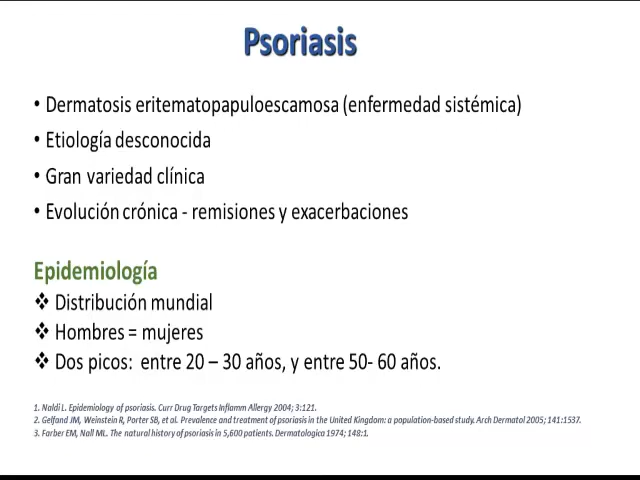 Psoriasis
• Dermatosis eritematopapuloescamosa (enfermedad sistémica)
• Etiología desconocida
• Gran variedad clínica
• Evolución crónica - remisiones y exacerbaciones
Epidemiología
❖ Distribución mundial
❖ Hombres = mujeres
❖ Dos picos: entre 20 – 30 años, y entre 50- 60 años.
1. Naldi L. Epidemiology of psoriasis. Curr Drug Targets Inflamm Allergy 2004; 3:121.
2. Gelfand JM, Weinstein R, Porter SB, et al. Prevalence and treatment of psoriasis in the United Kingdom: a population-based study. Arch Dermatol 2005; 141:1537.
3. Farber EM, Nall ML. The natural history of psoriasis in 5,600 patients. Dermatologica 1974; 148:1.